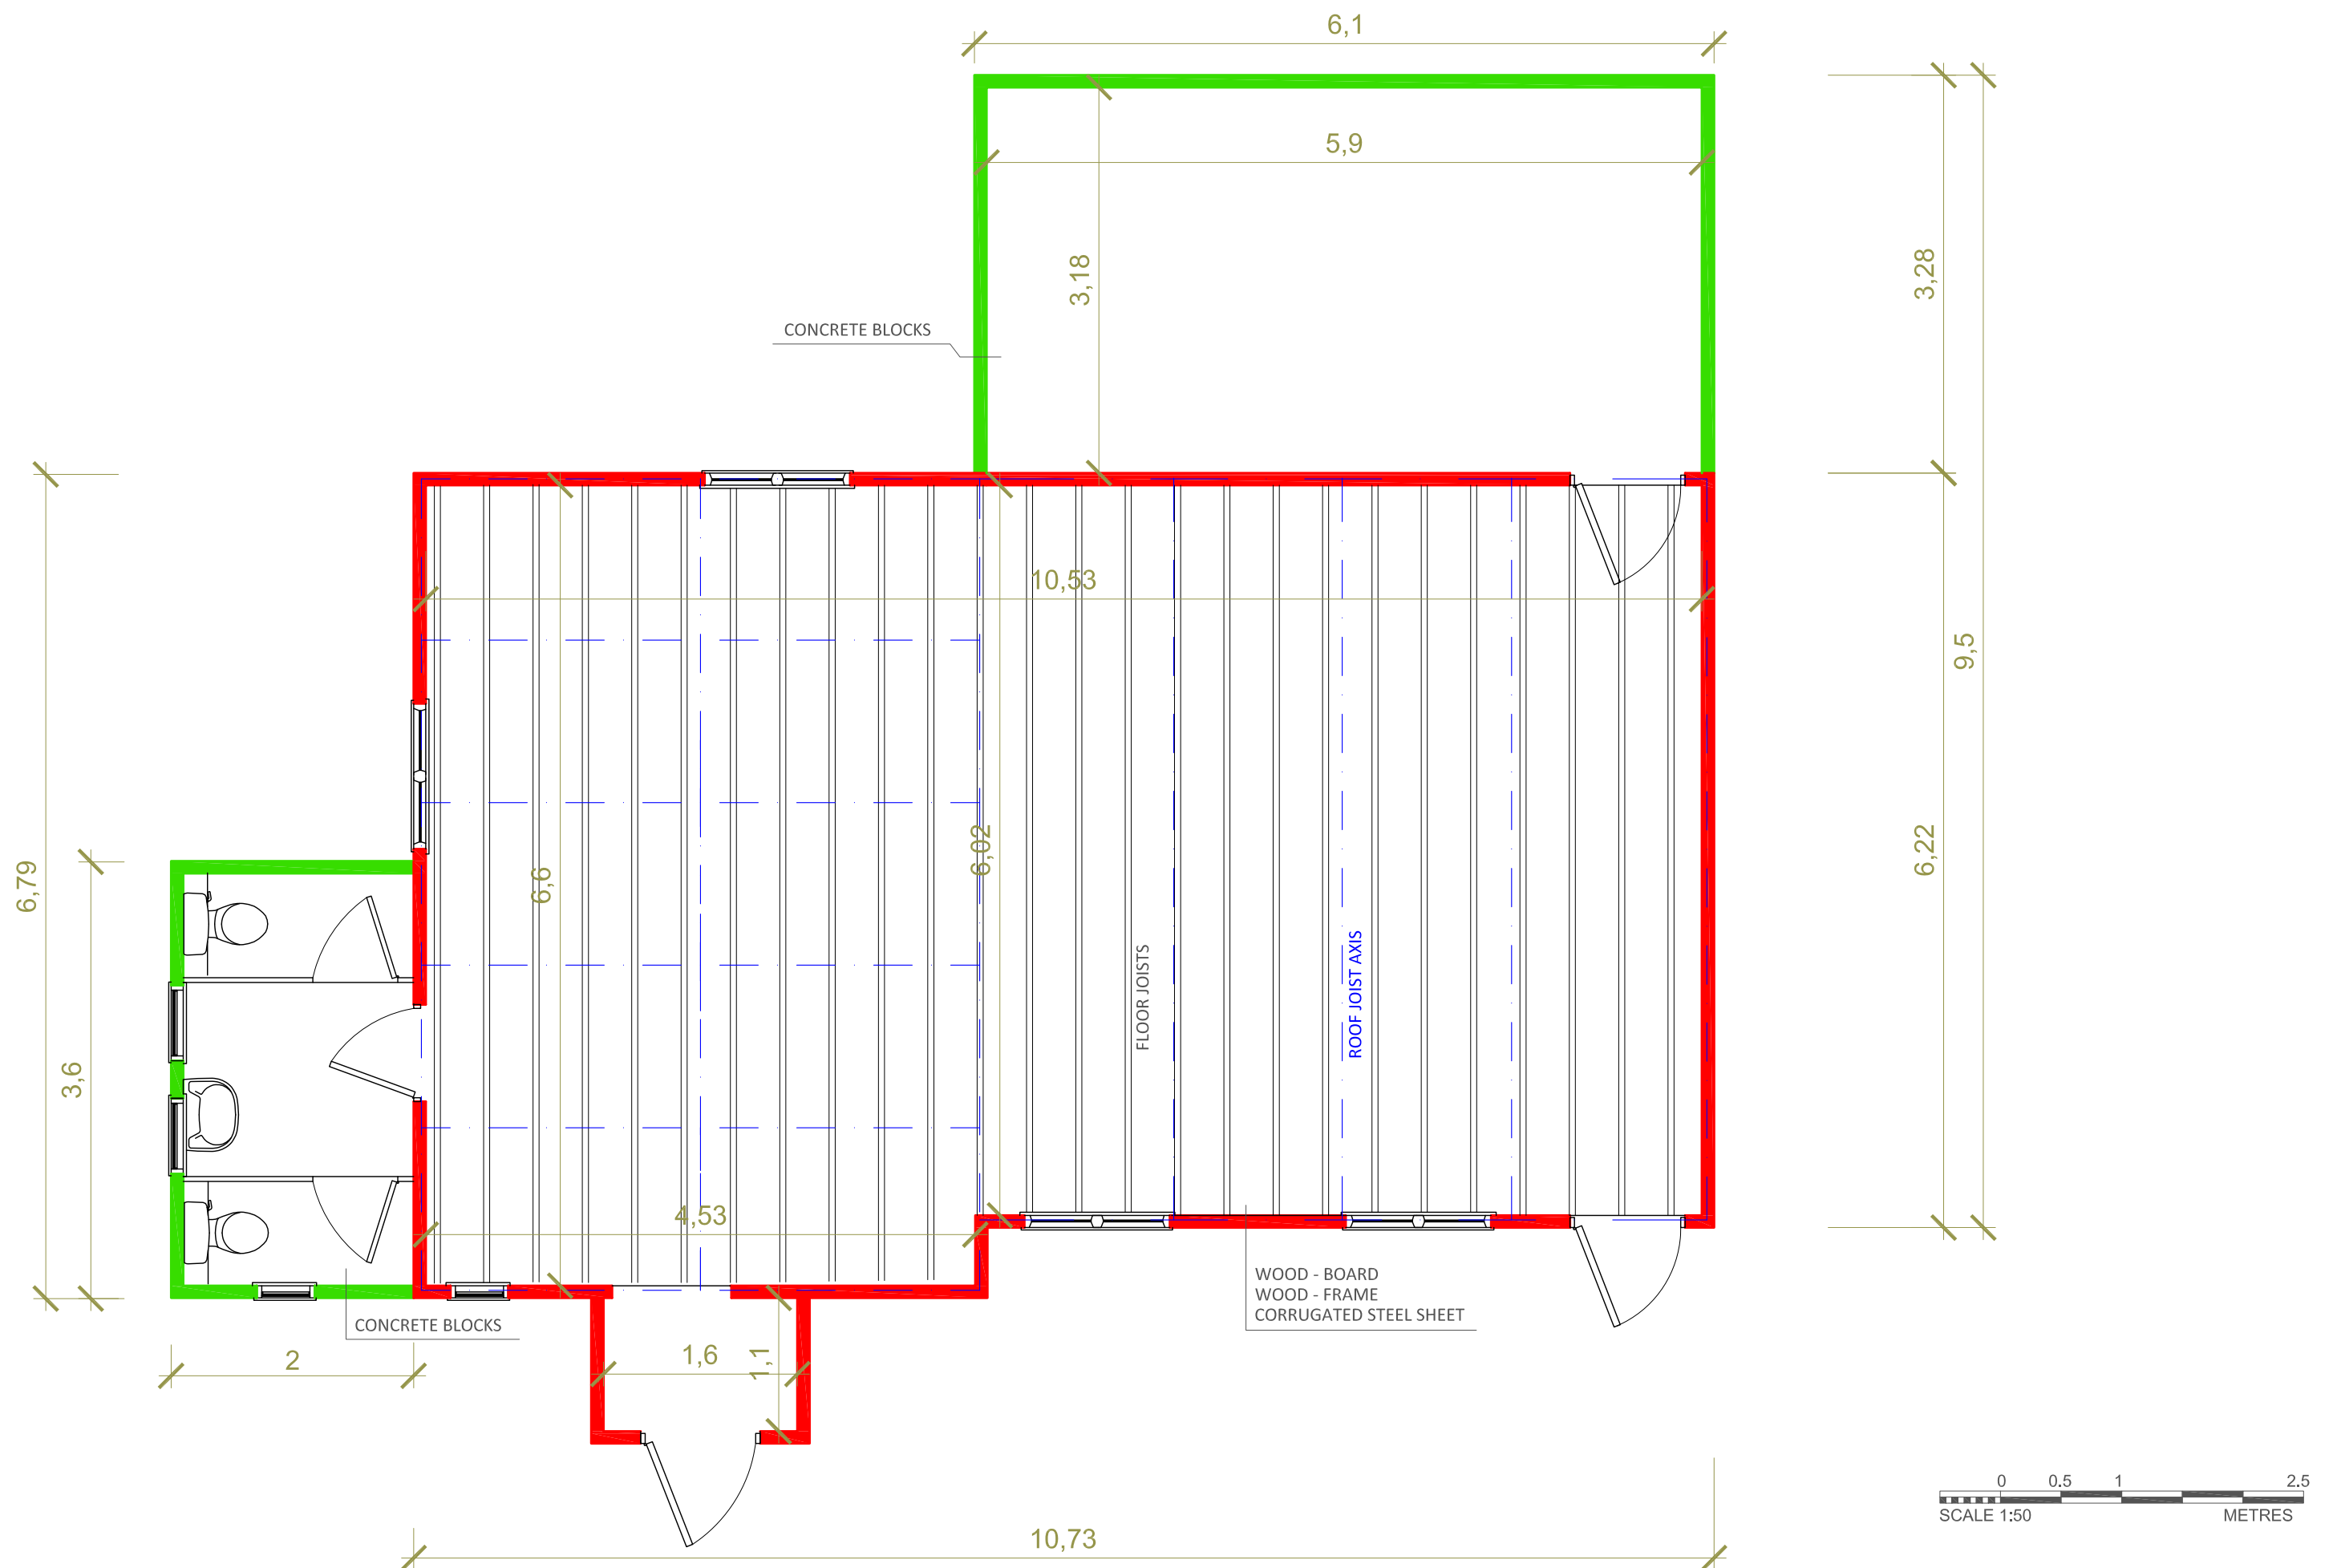 6,1
5,9
3,18
3,28
CONCRETE BLOCKS
10,53
9,5
6,79
6,6
6,02
6,22
FLOOR JOISTS
ROOF JOIST AXIS
3,6
4,53
WOOD - BOARD
WOOD - FRAME
CORRUGATED STEEL SHEET
CONCRETE BLOCKS
2
1,6
1,1
0 0.5 1 2.5
SCALE 1:50 METRES
10,73